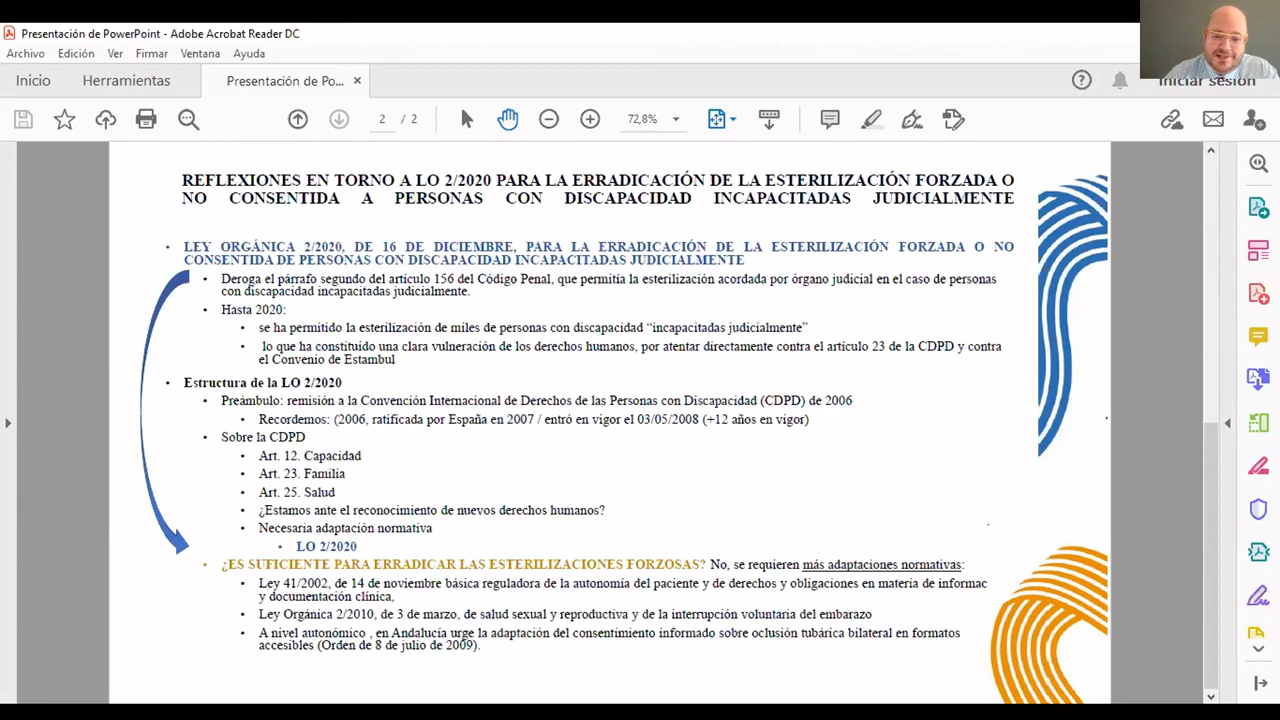 Presentación de PowerPoint - Adobe Acrobat Reader DC
Archivo Edición Ver Firmar Ventana Ayuda
Inicio Herramientas Presentación de Po... × Iniciar sesión
2 / 2 72,8%
REFLEXIONES EN TORNO A LO 2/2020 PARA LA ERRADICACIÓN DE LA ESTERILIZACIÓN FORZADA O
NO CONSENTIDA A PERSONAS CON DISCAPACIDAD INCAPACITADAS JUDICIALMENTE
• LEY ORGÁNICA 2/2020, DE 16 DE DICIEMBRE, PARA LA ERRADICACIÓN DE LA ESTERILIZACIÓN FORZADA O NO
CONSENTIDA DE PERSONAS CON DISCAPACIDAD INCAPACITADAS JUDICIALMENTE
• Deroga el párrafo segundo del artículo 156 del Código Penal, que permitía la esterilización acordada por órgano judicial en el caso de personas
con discapacidad incapacitadas judicialmente.
• Hasta 2020:
• se ha permitido la esterilización de miles de personas con discapacidad “incapacitadas judicialmente”
• lo que ha constituido una clara vulneración de los derechos humanos, por atentar directamente contra el artículo 23 de la CDPD y contra
el Convenio de Estambul
• Estructura de la LO 2/2020
• Preámbulo: remisión a la Convención Internacional de Derechos de las Personas con Discapacidad (CDPD) de 2006
• Recordemos: (2006, ratificada por España en 2007 / entró en vigor el 03/05/2008 (+12 años en vigor)
• Sobre la CDPD
• Art. 12. Capacidad
• Art. 23. Familia
• Art. 25. Salud
• ¿Estamos ante el reconocimiento de nuevos derechos humanos?
• Necesaria adaptación normativa
• LO 2/2020
• ¿ES SUFICIENTE PARA ERRADICAR LAS ESTERILIZACIONES FORZOSAS? No, se requieren más adaptaciones normativas:
• Ley 41/2002, de 14 de noviembre básica reguladora de la autonomía del paciente y de derechos y obligaciones en materia de informac
y documentación clínica,
• Ley Orgánica 2/2010, de 3 de marzo, de salud sexual y reproductiva y de la interrupción voluntaria del embarazo
• A nivel autonómico , en Andalucía urge la adaptación del consentimiento informado sobre oclusión tubárica bilateral en formatos
accesibles (Orden de 8 de julio de 2009).